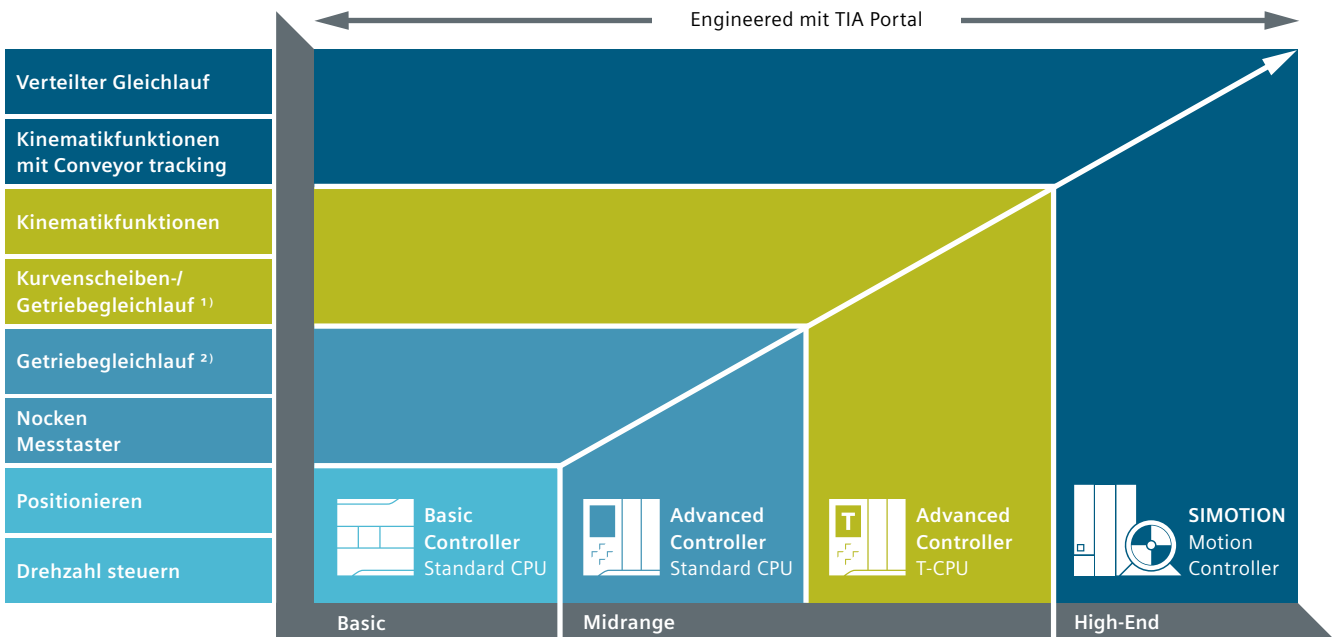 Engineered mit TIA Portal
Verteilter Gleichlauf
Kinematikfunktionen
mit Conveyor tracking
Kinematikfunktionen
Kurvenscheiben-/
Getriebegleichlauf ¹⁾
Getriebegleichlauf ²⁾
Nocken
Messtaster
Positionieren
Drehzahl steuern
Basic
Controller
Standard CPU
Advanced
Controller
Standard CPU
T
Advanced
Controller
T-CPU
SIMOTION
Motion
Controller
Basic
Midrange
High-End